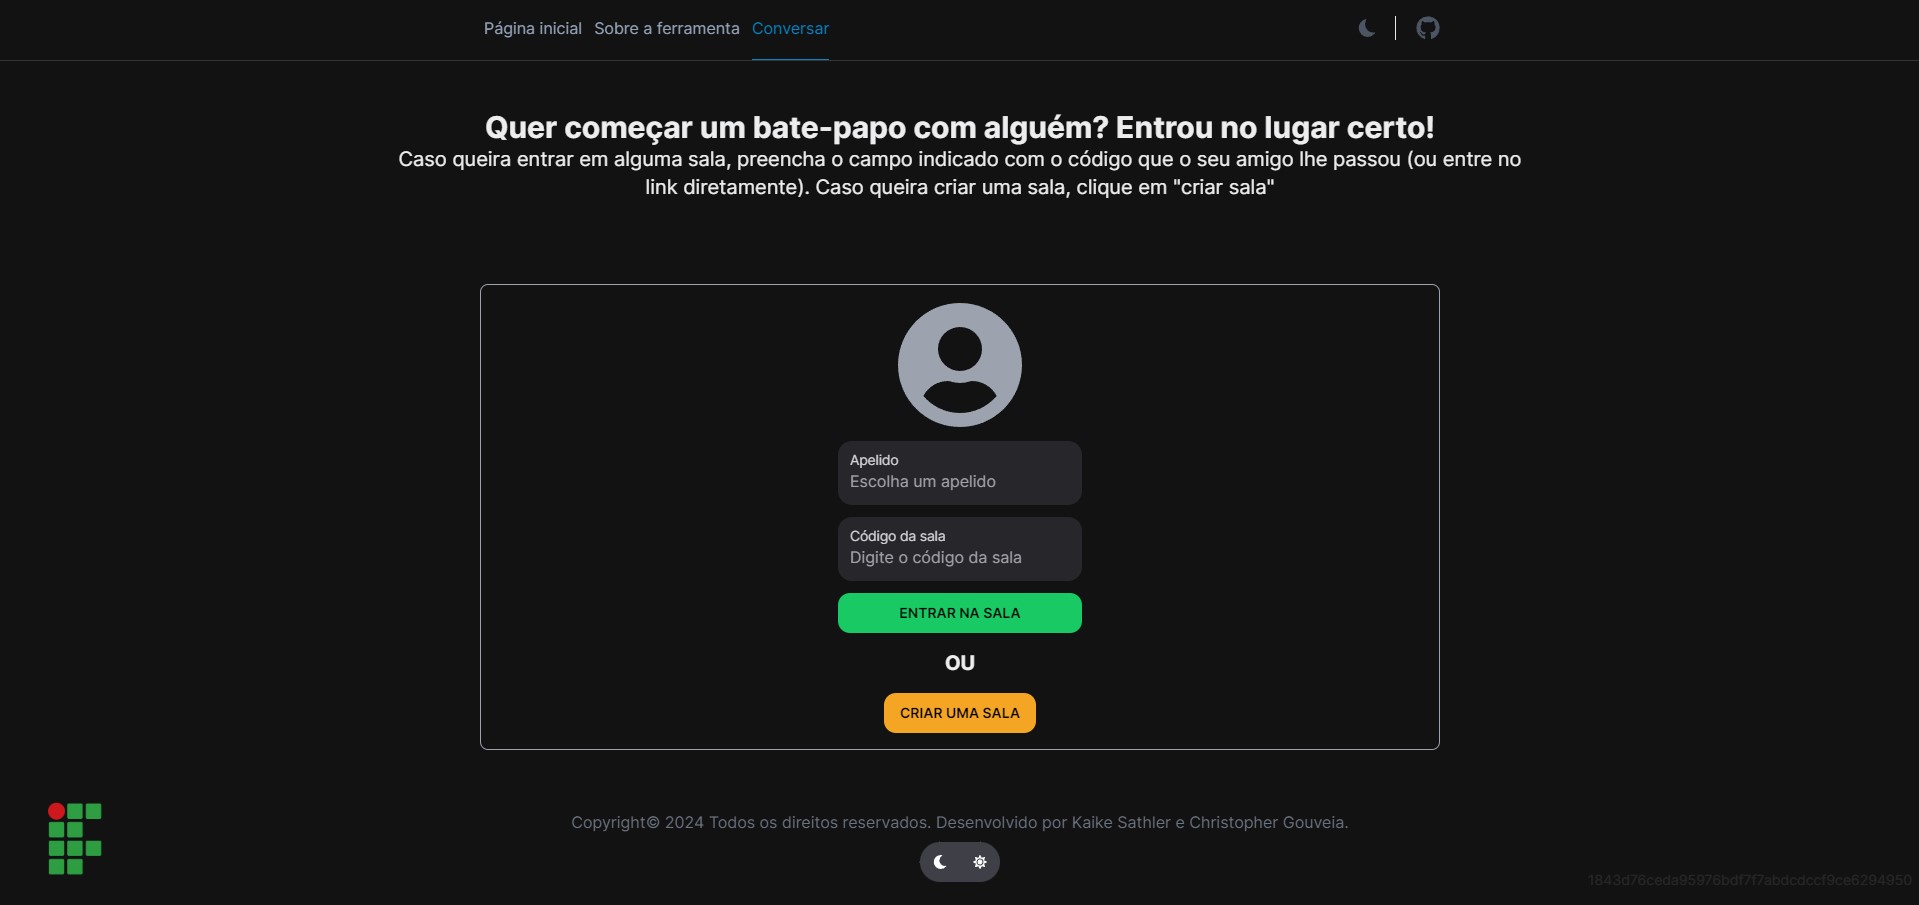 Página inicial Sobre a ferramenta Conversar
Quer começar um bate-papo com alguém? Entrou no lugar certo!
Caso queira entrar em alguma sala, preencha o campo indicado com o código que o seu amigo lhe passou (ou entre no
link diretamente). Caso queira criar uma sala, clique em "criar sala"
Apelido
Escolha um apelido
Código da sala
Digite o código da sala
ENTRAR NA SALA
OU
CRIAR UMA SALA
Copyright© 2024 Todos os direitos reservados. Desenvolvido por Kaike Sathler e Christopher Gouveia.
1843d76ceda95976bdf7f7abdcdccf9ce6294950